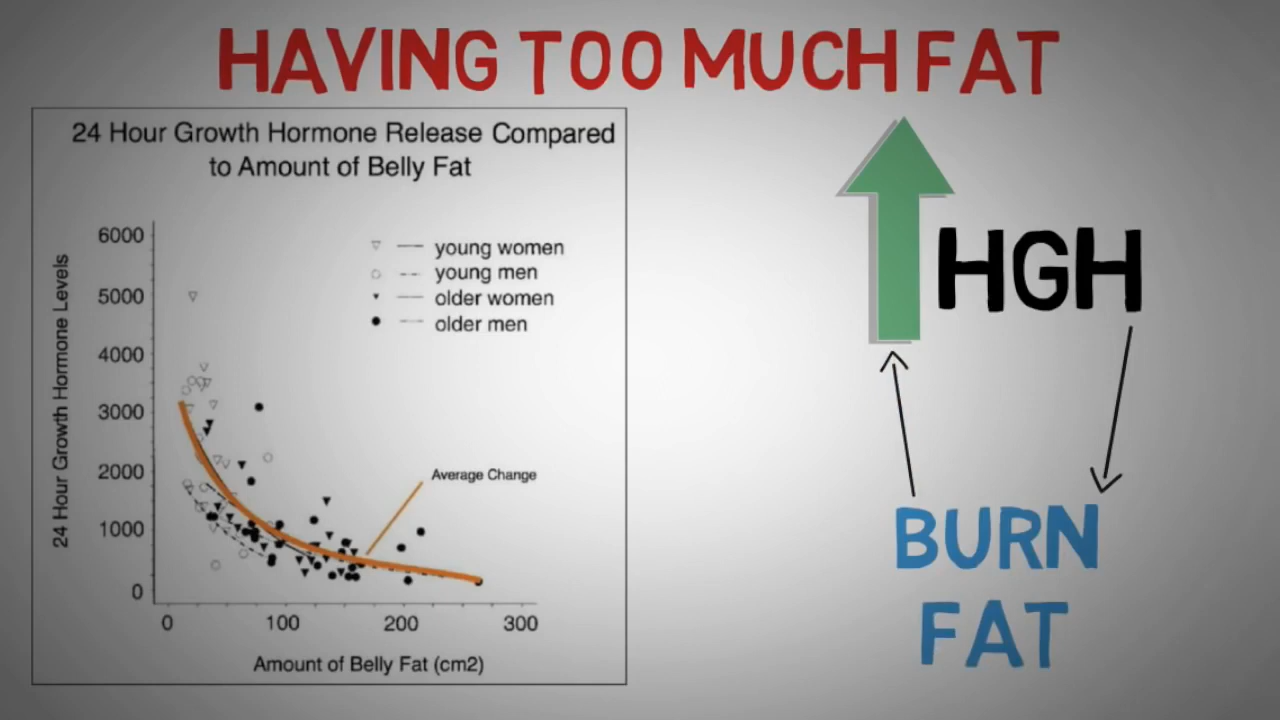 HAVING TOO MUCH FAT
24 Hour Growth Hormone Release Compared
to Amount of Belly Fat
24 Hour Growth Hormone Levels
6000
5000
4000
3000
2000
1000
0
young women
young men
older women
older men
Average Change
0 100 200 300
Amount of Belly Fat (cm2)
HGH
BURN
FAT